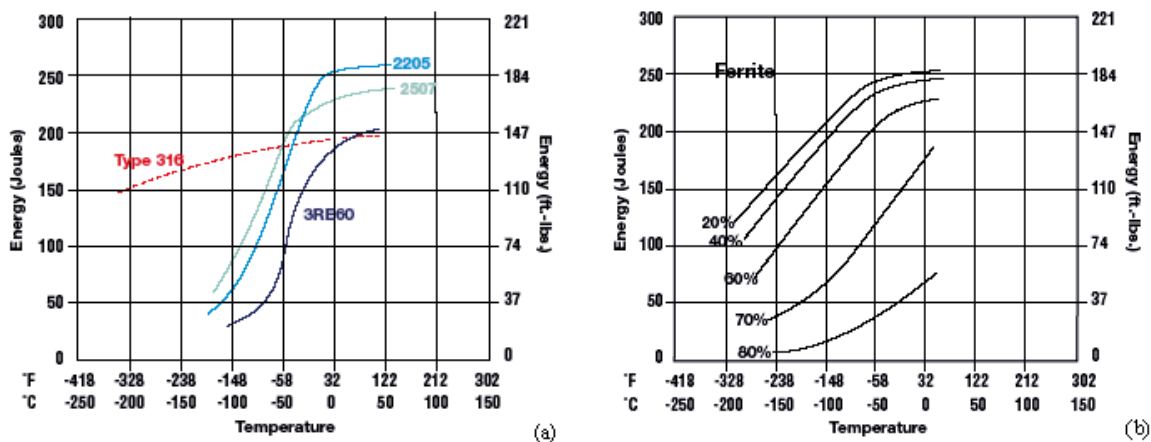 300
250
200
150
100
50
0
Energy (Joules)
221
184
147
110
74
37
0
Energy (ft.-lbs.)
2205
2507
Type 316
3RE60
°F -418 -328 -238 -148 -58 32 122 212 302
°C -250 -200 -150 -100 -50 0 50 100 150
Temperature
(a)
300
250
200
150
100
50
0
Energy (Joules)
221
184
147
110
74
37
0
Energy (ft.-lbs.)
Ferrite
20%
40%
60%
70%
80%
°F -418 -328 -238 -148 -58 32 122 212 302
°C -250 -200 -150 -100 -50 0 50 100 150
Temperature
(b)